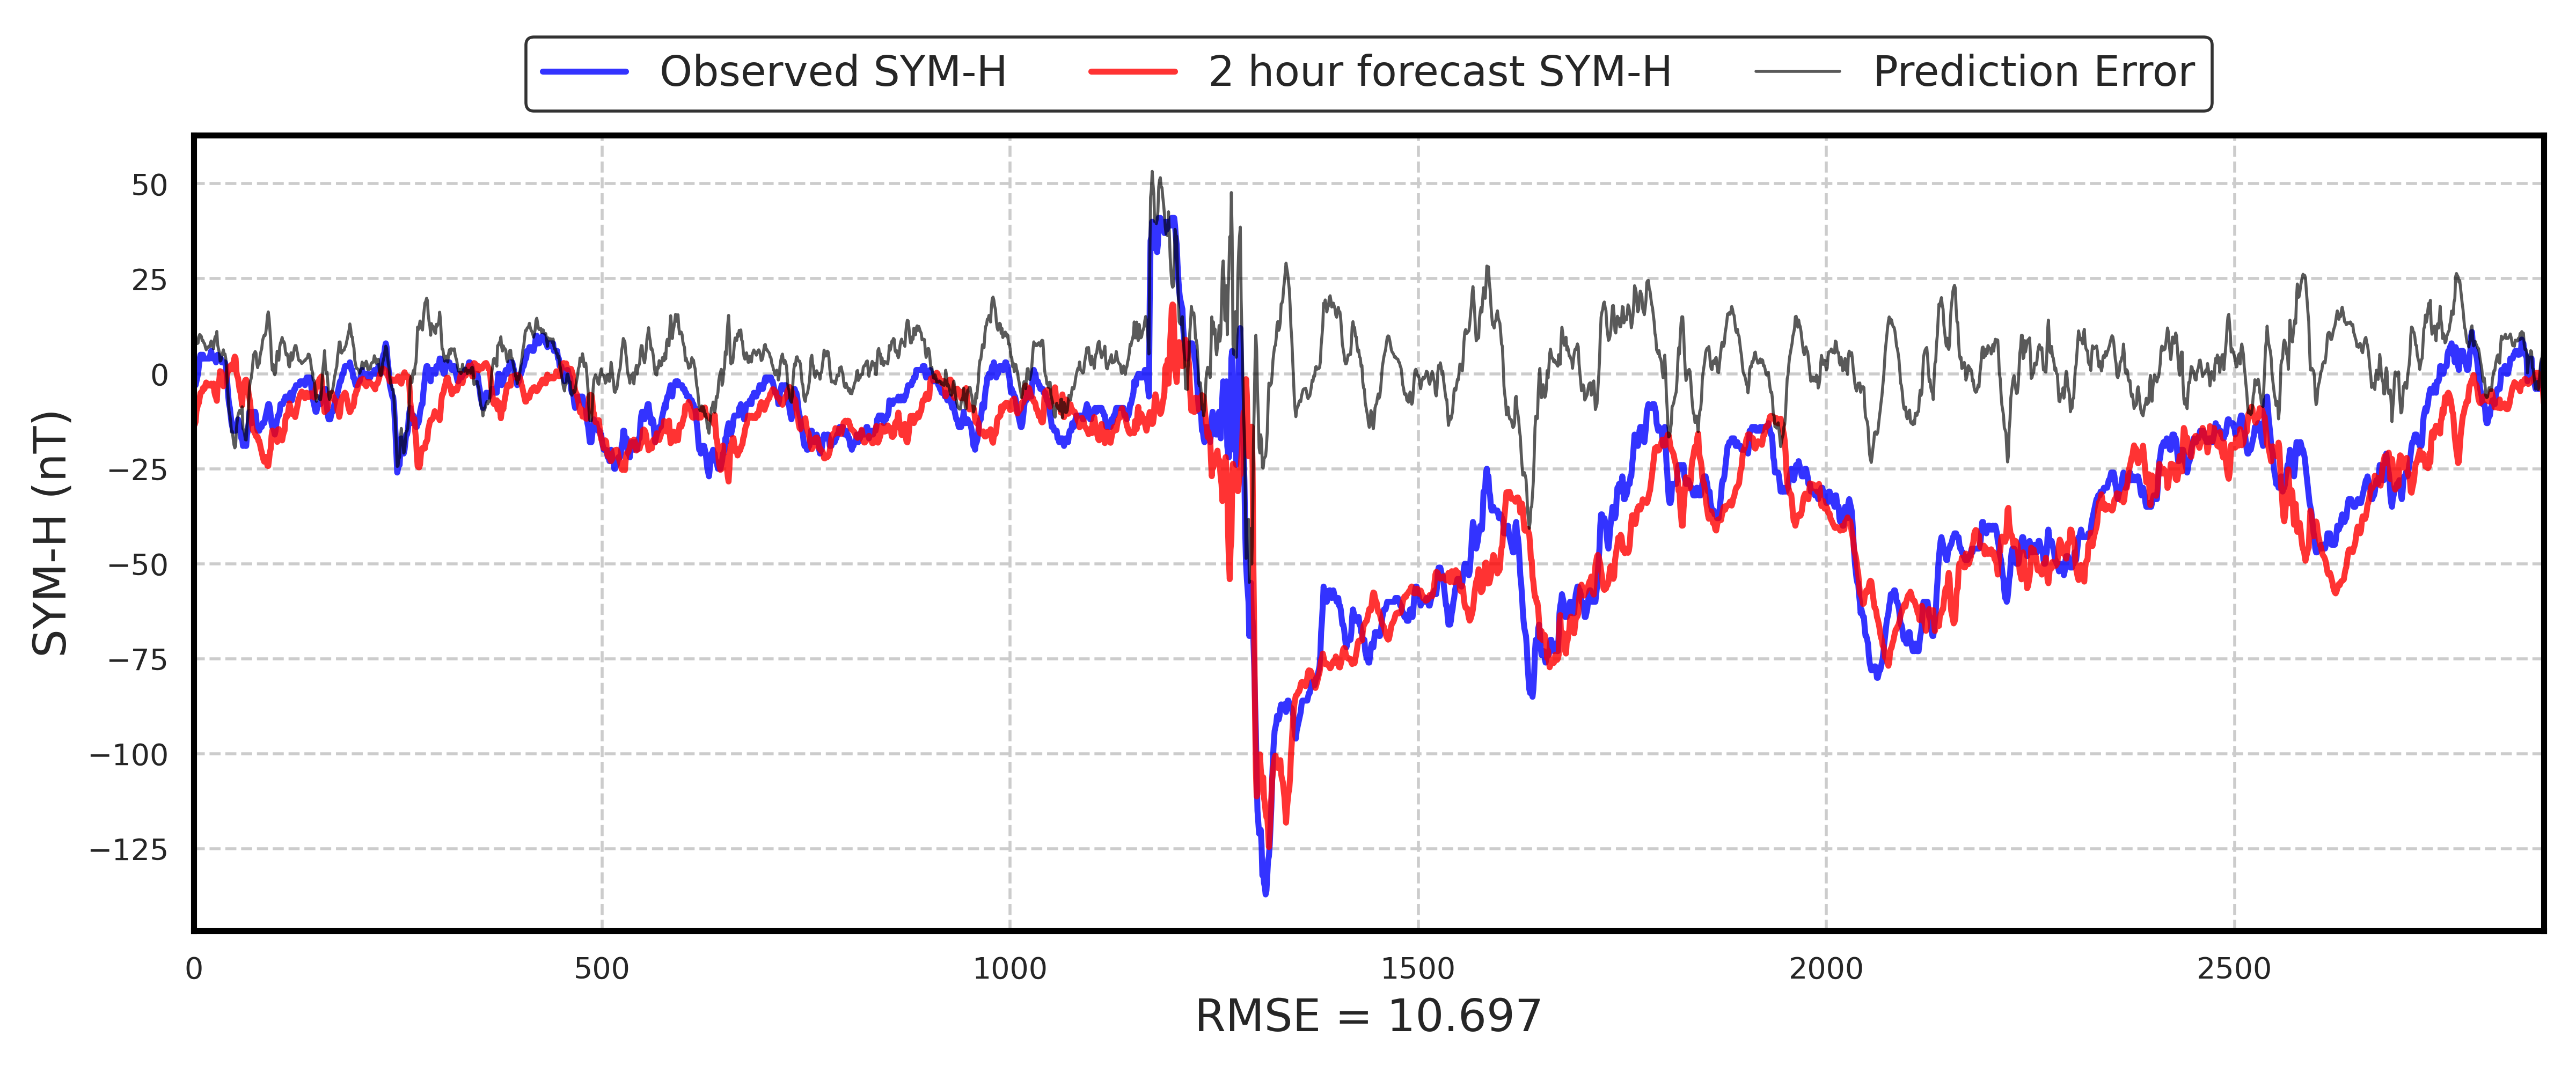 Observed SYM-H 2 hour forecast SYM-H Prediction Error
SYM-H (nT)
50
25
0
−25
−50
−75
−100
−125
0 500 1000 1500 2000 2500
RMSE = 10.697